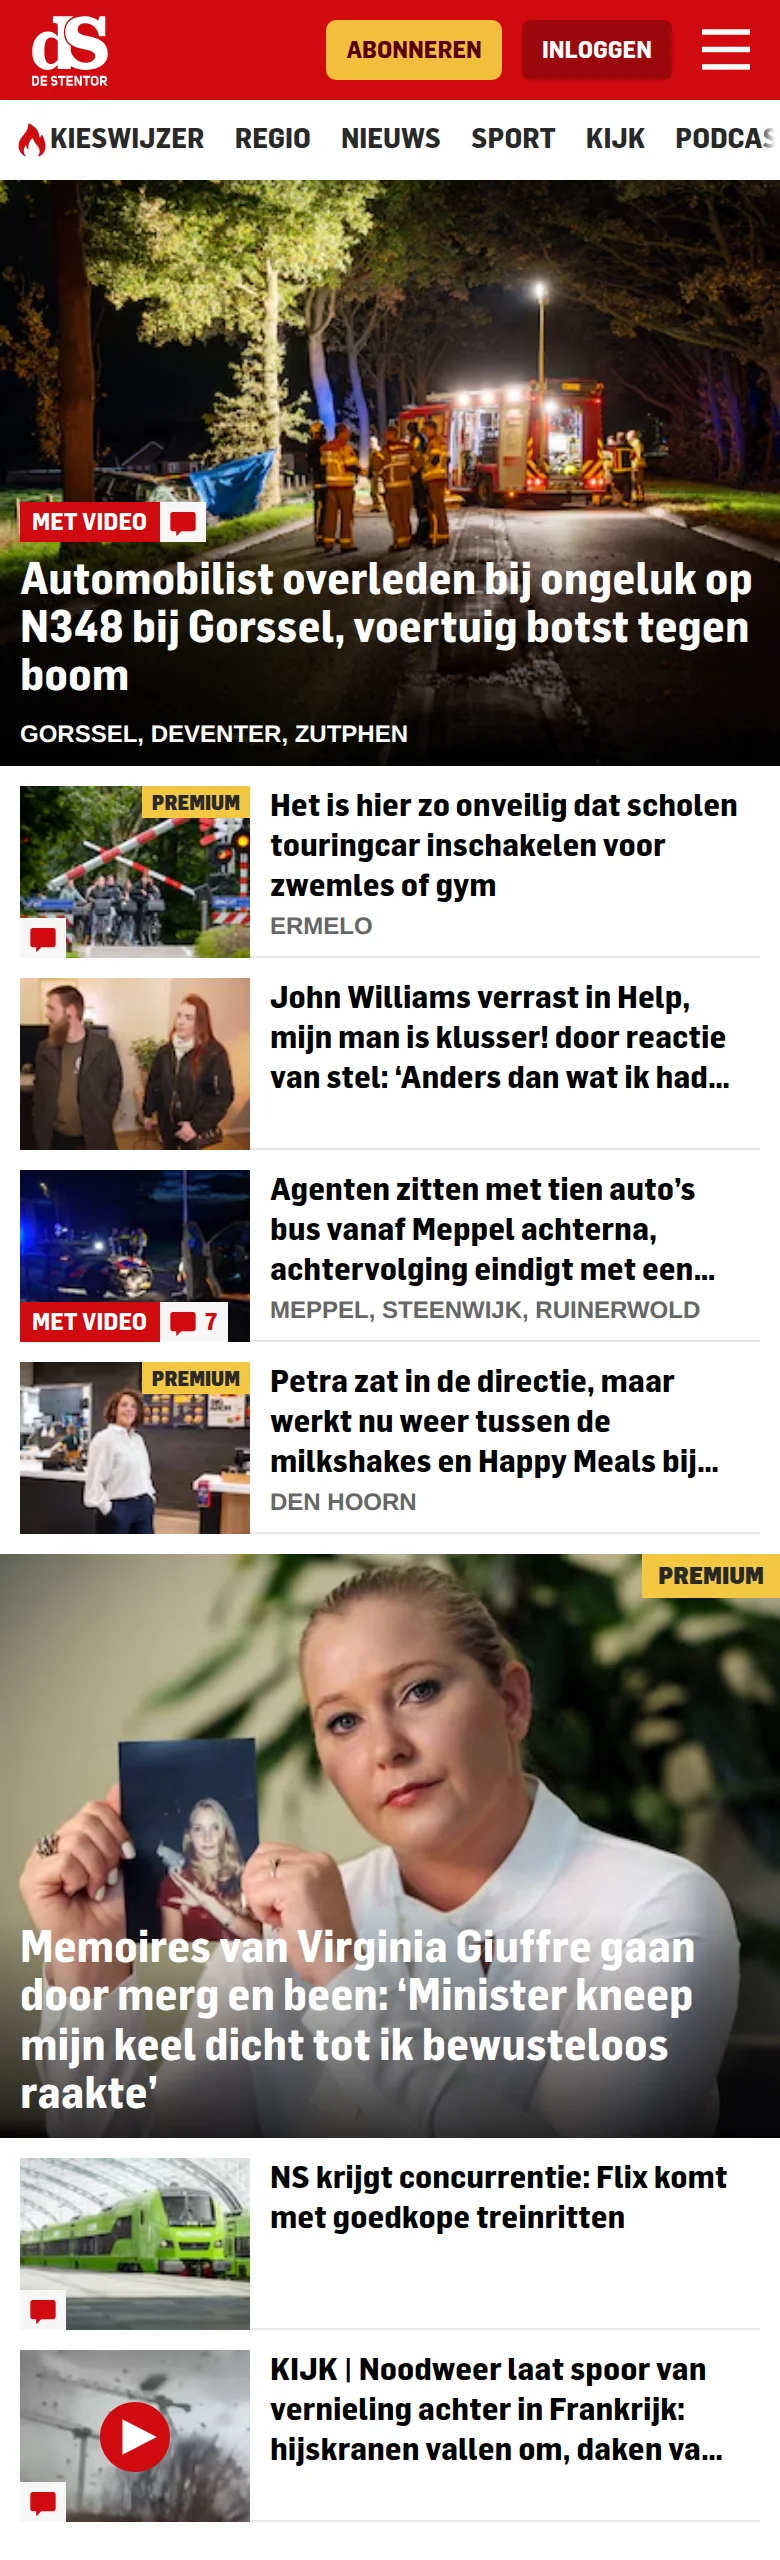 dS
DE STENTOR
ABONNEREN
INLOGGEN
KIESWIJZER REGIO NIEUWS SPORT KIJK PODCAS
MET VIDEO
Automobilist overleden bij ongeluk op
N348 bij Gorssel, voertuig botst tegen
boom
GORSSEL, DEVENTER, ZUTPHEN
PREMIUM
Het is hier zo onveilig dat scholen
touringcar inschakelen voor
zwemles of gym
ERMELO
John Williams verrast in Help,
mijn man is klusser! door reactie
van stel: ‘Anders dan wat ik had...
Agenten zitten met tien auto’s
bus vanaf Meppel achterna,
achtervolging eindigt met een...
MEPPEL, STEENWIJK, RUINERWOLD
MET VIDEO
7
PREMIUM
Petra zat in de directie, maar
werkt nu weer tussen de
milkshakes en Happy Meals bij...
DEN HOORN
PREMIUM
Memoires van Virginia Giuffre gaan
door merg en been: ‘Minister kneep
mijn keel dicht tot ik bewusteloos
raakte’
NS krijgt concurrentie: Flix komt
met goedkope treinritten
KIJK | Noodweer laat spoor van
vernieling achter in Frankrijk:
hijskranen vallen om, daken va...